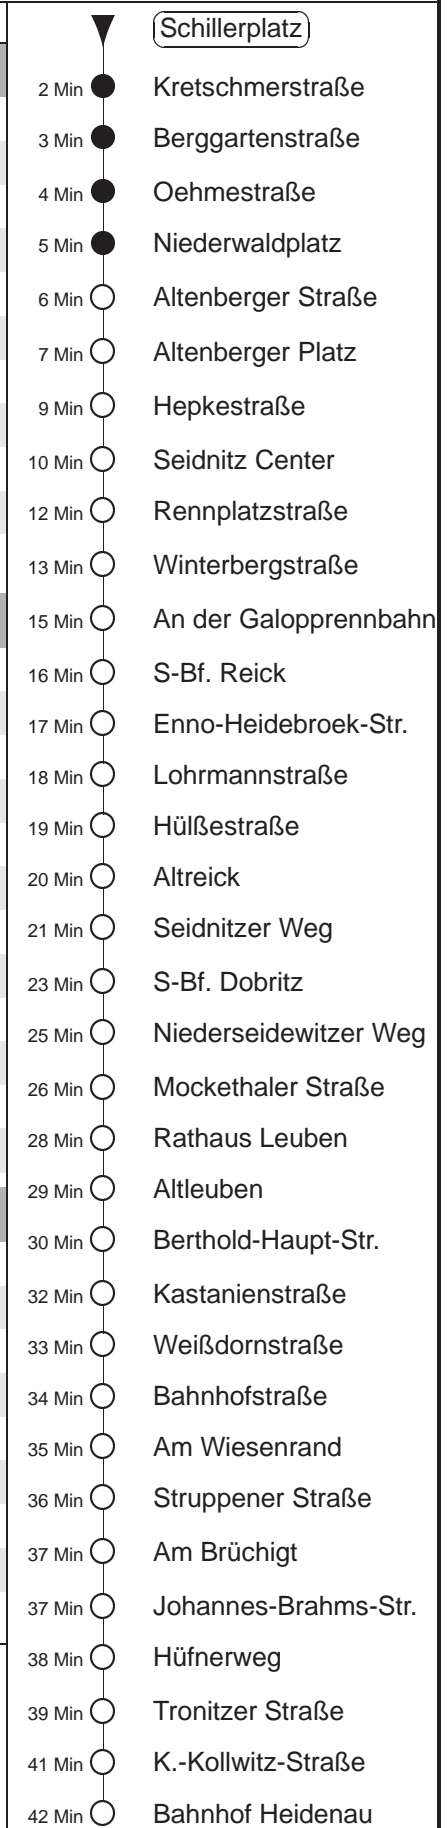 Schillerplatz
2 Min Kretschmerstraße
3 Min Berggartenstraße
4 Min Oehmestraße
5 Min Niederwaldplatz
6 Min Altenberger Straße
7 Min Altenberger Platz
9 Min Hepkestraße
10 Min Seidnitz Center
12 Min Rennplatzstraße
13 Min Winterbergstraße
15 Min An der Galopprennbahn
16 Min S-Bf. Reick
17 Min Enno-Heidebroek-Str.
18 Min Lohrmannstraße
19 Min Hülßestraße
20 Min Altreick
21 Min Seidnitzer Weg
23 Min S-Bf. Dobritz
25 Min Niederseidewitzer Weg
26 Min Mockethaler Straße
28 Min Rathaus Leuben
29 Min Altleuben
30 Min Berthold-Haupt-Str.
32 Min Kastanienstraße
33 Min Weißdornstraße
34 Min Bahnhofstraße
35 Min Am Wiesenrand
36 Min Struppener Straße
37 Min Am Brüchigt
37 Min Johannes-Brahms-Str.
38 Min Hüfnerweg
39 Min Tronitzer Straße
41 Min K.-Kollwitz-Straße
42 Min Bahnhof Heidenau